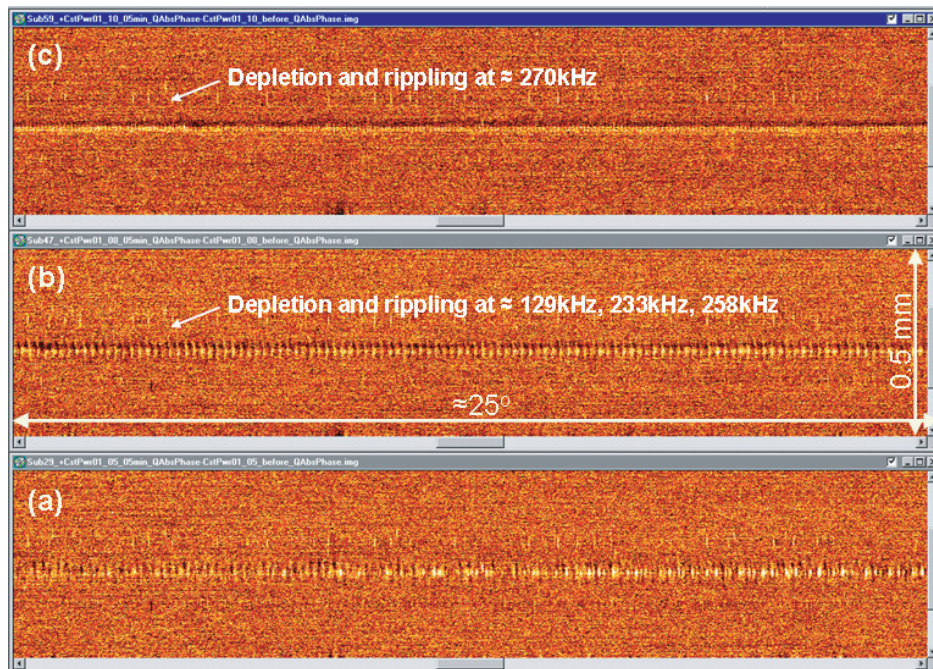 Sub59_+CstPwr01_10_05min_QAbsPhase-CstPwr01_10_before_QAbsPhase.img
(c)
Depletion and rippling at ≈ 270kHz
Sub47_+CstPwr01_08_05min_QAbsPhase-CstPwr01_08_before_QAbsPhase.img
(b)
Depletion and rippling at ≈ 129kHz, 233kHz, 258kHz
0.5 mm
≈25°
Sub29_+CstPwr01_05_05min_QAbsPhase-CstPwr01_05_before_QAbsPhase.img
(a)